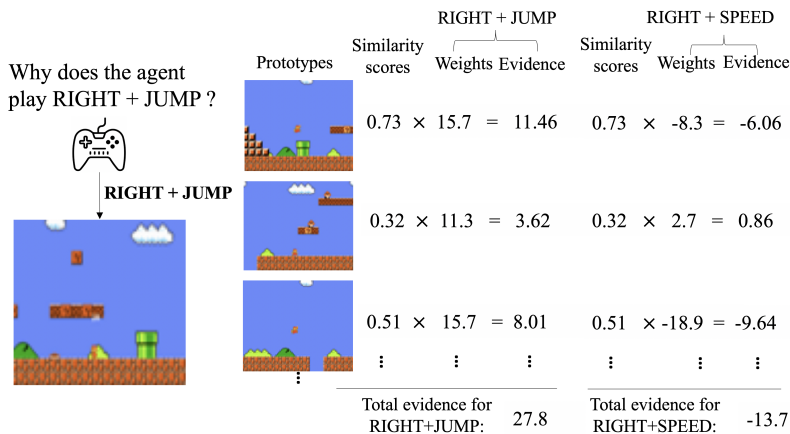 RIGHT + JUMP
RIGHT + SPEED
Why does the agent
play RIGHT + JUMP ?
Prototypes
Similarity
scores
Weights Evidence
Similarity
scores
Weights Evidence
0.73 × 15.7 = 11.46
0.73 × -8.3 = -6.06
RIGHT + JUMP
0.32 × 11.3 = 3.62
0.32 × 2.7 = 0.86
0.51 × 15.7 = 8.01
0.51 × -18.9 = -9.64
Total evidence for
RIGHT+JUMP:
27.8
Total evidence for
RIGHT+SPEED:
-13.7